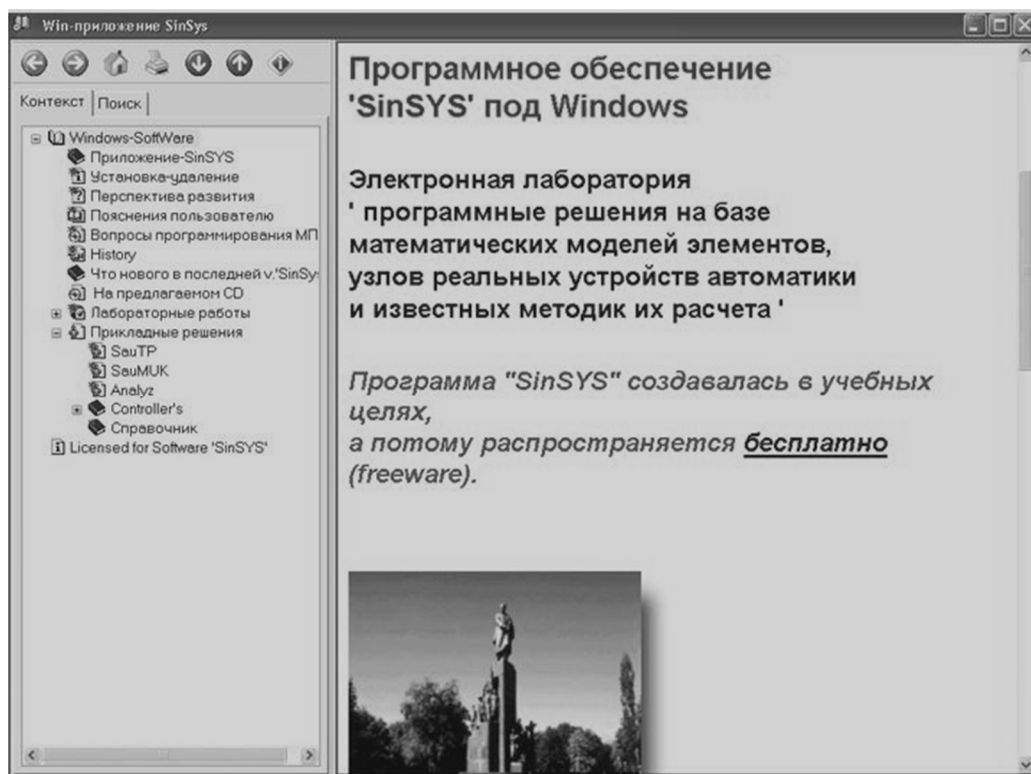 Win-приложение SinSys
Контекст
Поиск
Windows-SoftWare
Приложение-SinSYS
Установка-удаление
Перспектива развития
Пояснения пользователю
Вопросы программирования МП
History
Что нового в последней v.'SinSy
На предлагаемом CD
Лабораторные работы
Прикладные решения
SauTP
SauMUK
Analyz
Controller's
Справочник
Licensed for Software 'SinSYS'
Программное обеспечение
'SinSYS' под Windows
Электронная лаборатория
' программные решения на базе
математических моделей элементов,
узлов реальных устройств автоматики
и известных методик их расчета '
Программа "SinSYS" создавалась в учебных
целях,
а потому распространяется бесплатно
(freeware).